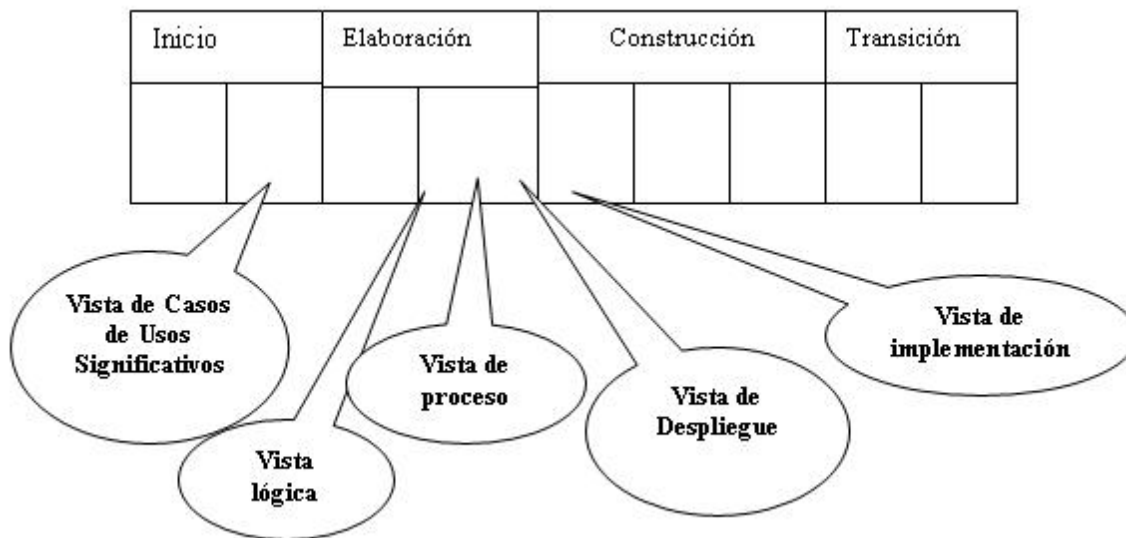 Inicio
Elaboración
Construcción
Transición
Vista de Casos
de Usos
Significativos
Vista
lógica
Vista de
proceso
Vista de
Despliegue
Vista de
implementación